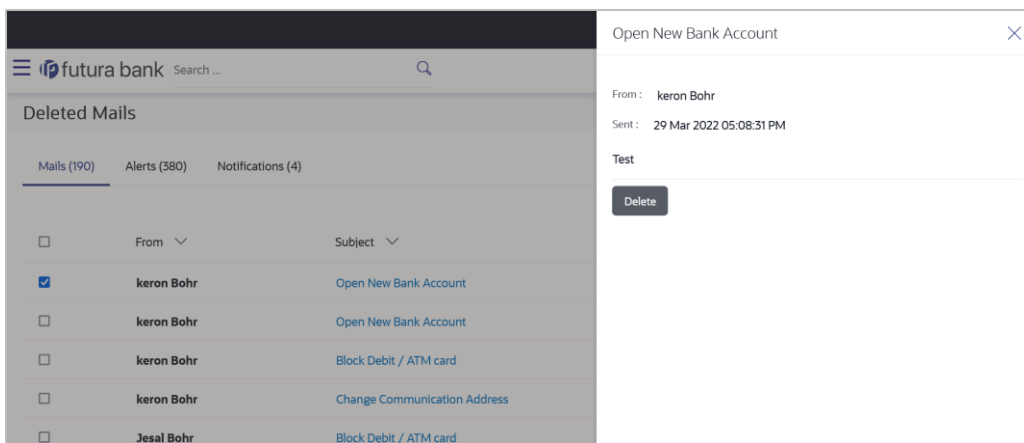 Open New Bank Account
futura bank Search ...
From : keron Bohr
Sent : 29 Mar 2022 05:08:31 PM
Test
Delete
Deleted Mails
Mails (190) Alerts (380) Notifications (4)
From Subject
keron Bohr Open New Bank Account
keron Bohr Open New Bank Account
keron Bohr Block Debit / ATM card
keron Bohr Change Communication Address
Jesal Bohr Block Debit / ATM card